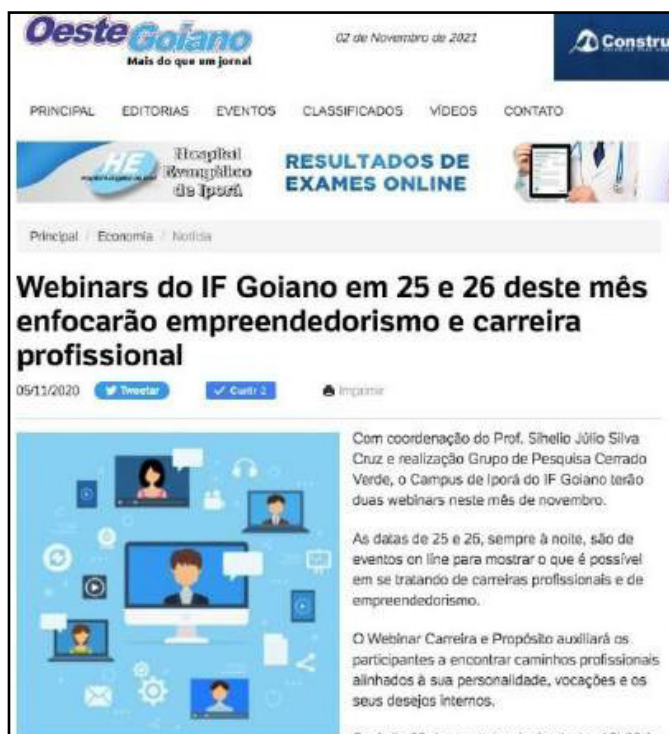 Oeste Goiano
Mais do que um jornal
02 de Novembro de 2021
Constru
PRINCIPAL EDITORIAS EVENTOS CLASSIFICADOS VÍDEOS CONTATO
HE
Hospital
Evangélico
de Iporá
RESULTADOS DE
EXAMES ONLINE
Principal / Economia / Notícia
Webinars do IF Goiano em 25 e 26 deste mês
enfocarão empreendedorismo e carreira
profissional
05/11/2020 Tweetar Curtir 2 Imprimir
Com coordenação do Prof. Sihelio Júlio Silva
Cruz e realização Grupo de Pesquisa Cerrado
Verde, o Campus de Iporá do IF Goiano terão
duas webinars neste mês de novembro.
As datas de 25 e 26, sempre à noite, são de
eventos on line para mostrar o que é possível
em se tratando de carreiras profissionais e de
empreendedorismo.
O Webinar Carreira e Propósito auxiliará os
participantes a encontrar caminhos profissionais
alinhados à sua personalidade, vocações e os
seus desejos internos.